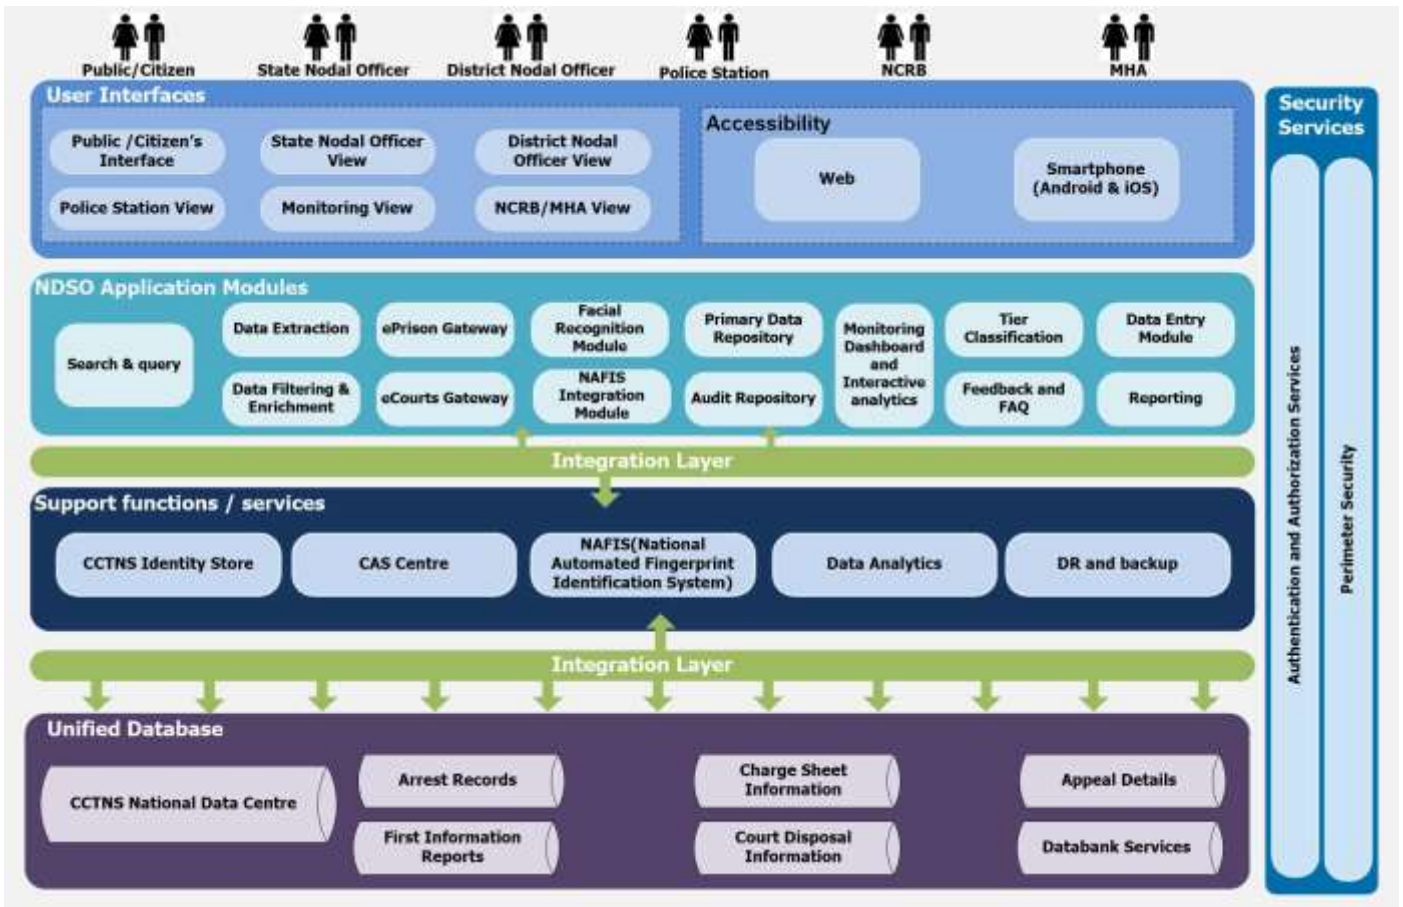 Public/Citizen
State Nodal Officer
District Nodal Officer
Police Station
NCRB
MHA
User Interfaces
Public /Citizen's
Interface
State Nodal Officer
View
District Nodal
Officer View
Police Station View
Monitoring View
NCRB/MHA View
Accessibility
Web
Smartphone
(Android & iOS)
NDSO Application Modules
Search & query
Data Extraction
Data Filtering &
Enrichment
ePrison Gateway
eCourts Gateway
Facial
Recognition
Module
NAFIS
Integration
Module
Primary Data
Repository
Audit Repository
Monitoring
Dashboard
and
Interactive
analytics
Tier
Classification
Feedback and
FAQ
Data Entry
Module
Reporting
Integration Layer
Support functions / services
CCTNS Identity Store
CAS Centre
NAFIS(National
Automated Fingerprint
Identification System)
Data Analytics
DR and backup
Integration Layer
Unified Database
CCTNS National Data Centre
Arrest Records
First Information
Reports
Charge Sheet
Information
Court Disposal
Information
Appeal Details
Databank Services
Security
Services
Authentication and Authorization Services
Perimeter Security